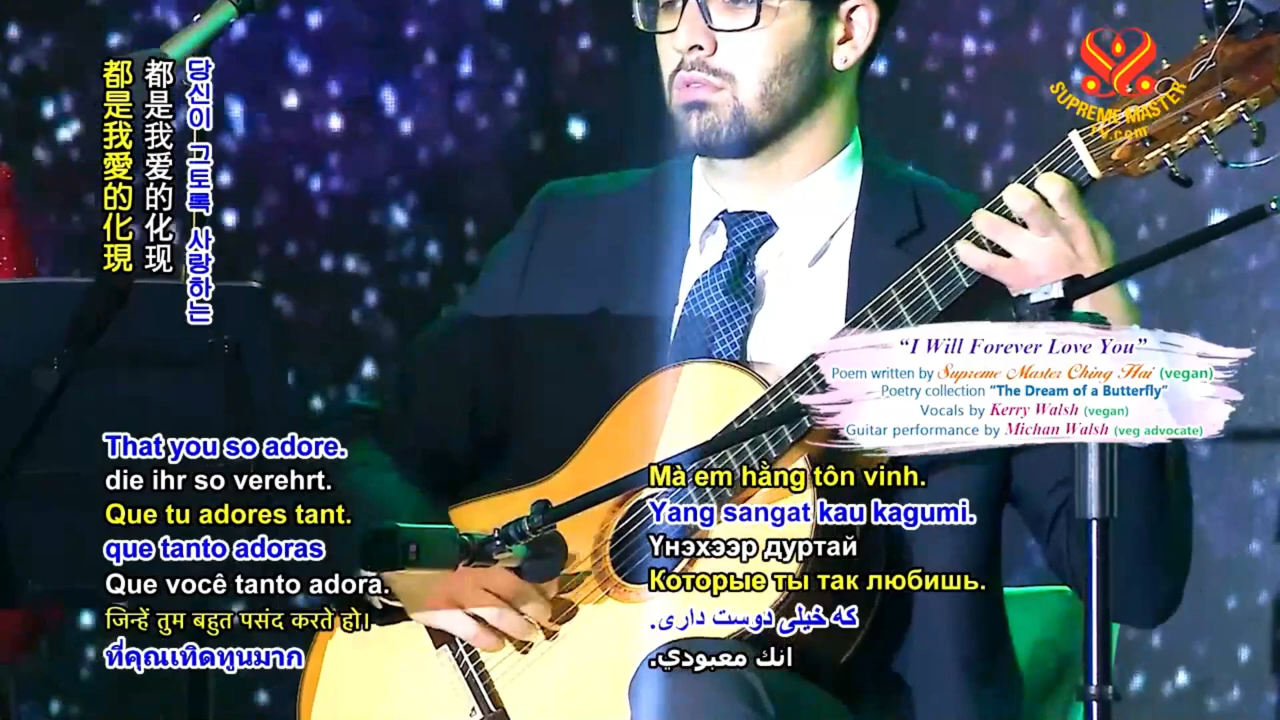 당신이 그토록 사랑하는
都是我爱的化现
都是我愛的化現
SUPREME MASTER
TV.com
“I Will Forever Love You”
Poem written by Supreme Master Ching Hai (vegan)
Poetry collection “The Dream of a Butterfly”
Vocals by Kerry Walsh (vegan)
Guitar performance by Michan Walsh (veg advocate)
That you so adore.
die ihr so verehrt.
Que tu adores tant.
que tanto adoras
Que você tanto adora.
जिन्हें तुम बहुत पसंद करते हो।
ที่คุณเทิดทูนมาก
Mà em hằng tôn vinh.
Yang sangat kau kagumi.
Үнэхээр дуртай
Которые ты так любишь.
که خیلی دوست داری.
انك معبودي.